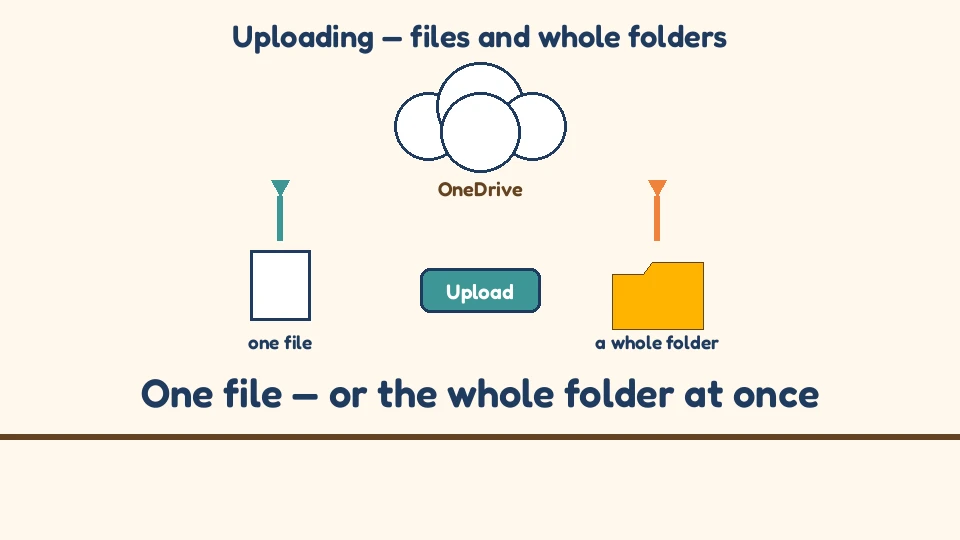 Uploading — files and whole folders
OneDrive
Upload
one file
a whole folder
One file — or the whole folder at once